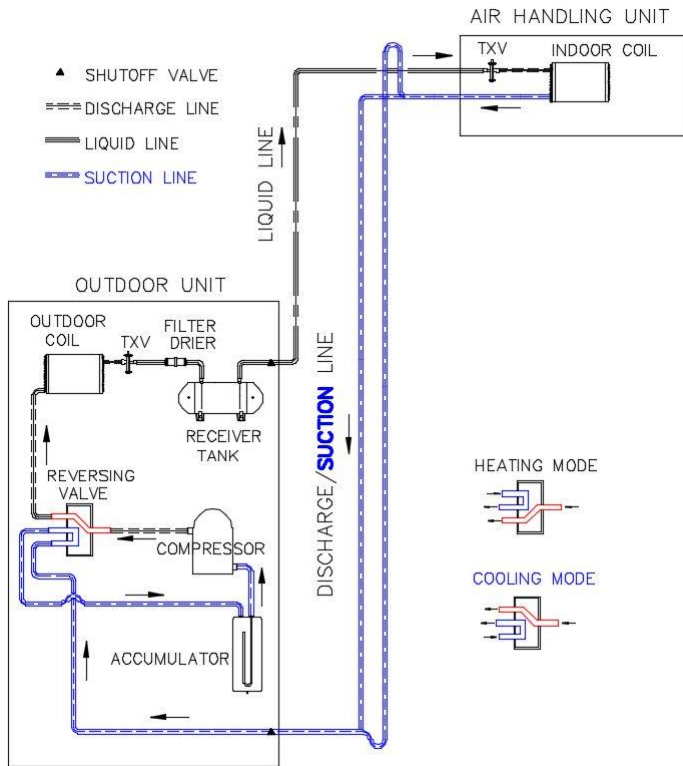 AIR HANDLING UNIT
TXV
INDOOR COIL
SHUTOFF VALVE
DISCHARGE LINE
LIQUID LINE
SUCTION LINE
LIQUID LINE
OUTDOOR UNIT
OUTDOOR
COIL
TXV
FILTER
DRIER
RECEIVER
TANK
DISCHARGE/SUCTION LINE
REVERSING
VALVE
COMPRESSOR
ACCUMULATOR
HEATING MODE
COOLING MODE